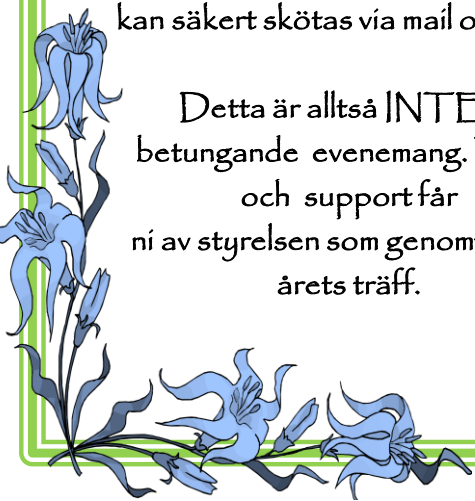 kan säkert skötas via mail o
Detta är alltså INTE
betungande evenemang.
och support får
ni av styrelsen som genom
årets träff.